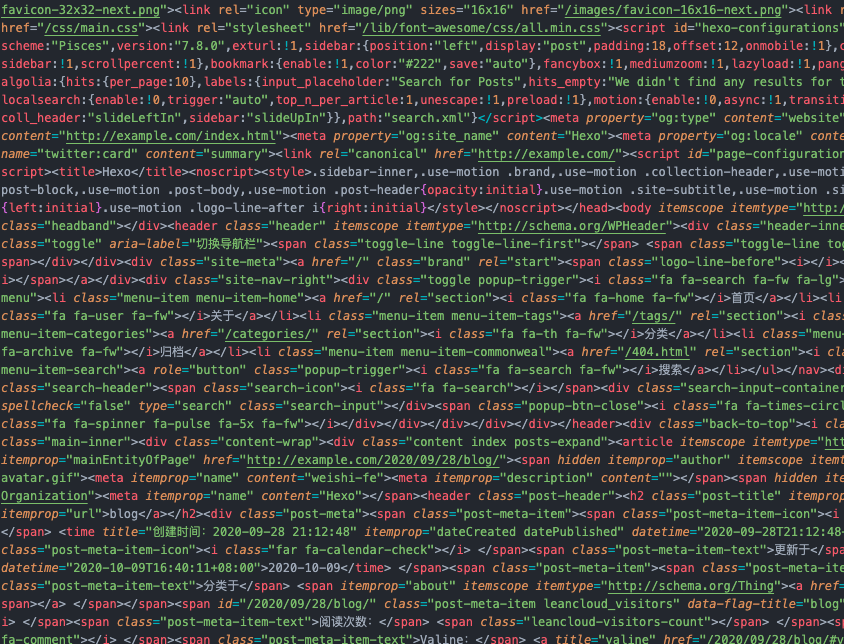 favicon-32x32-next.png"><link rel="icon" type="image/png" sizes="16x16" href="/images/favicon-16x16-next.png"><link r
href="/css/main.css"><link rel="stylesheet" href="/lib/font-awesome/css/all.min.css"><script id="hexo-configurations"
scheme:"Pisces",version:"7.8.0",exturl:!1,sidebar:{position:"left",display:"post",padding:18,offset:12,onmobile:!1},c
sidebar:!1,scrollpercent:!1},bookmark:{enable:!1,color:"#222",save:"auto"},fancybox:!1,mediumzoom:!1,lazyload:!1,pang
algolia:{hits:{per_page:10},labels:{input_placeholder:"Search for Posts",hits_empty:"We didn't find any results for t
localsearch:{enable:!0,trigger:"auto",top_n_per_article:1,unescape:!1,preload:!1},motion:{enable:!0,async:!1,transiti
coll_header:"slideLeftIn",sidebar:"slideUpIn"}},path:"search.xml"}</script><meta property="og:type" content="website"
content="http://example.com/index.html"><meta property="og:site_name" content="Hexo"><meta property="og:locale" conte
name="twitter:card" content="summary"><link rel="canonical" href="http://example.com/"><script id="page-configuration
script><title>Hexo</title><noscript><style>.sidebar-inner,.use-motion .brand,.use-motion .collection-header,.use-moti
post-block,.use-motion .post-body,.use-motion .post-header{opacity:initial}.use-motion .site-subtitle,.use-motion .si
{left:initial}.use-motion .logo-line-after i{right:initial}</style></noscript></head><body itemscope itemtype="http:/
class="headband"></div><header class="header" itemscope itemtype="http://schema.org/WPHeader"><div class="header-inne
class="toggle" aria-label="切换导航栏"><span class="toggle-line toggle-line-first"></span> <span class="toggle-line tog
span></div></div><div class="site-meta"><a href="/" class="brand" rel="start"><span class="logo-line-before"><i></i><
i></span></a></div></div><div class="site-nav-right"><div class="toggle popup-trigger"><i class="fa fa-search fa-fw fa-lg">
menu"><li class="menu-item menu-item-home"><a href="/" rel="section"><i class="fa fa-home fa-fw"></i>首页</a></li><li
class="fa fa-user fa-fw"></i>关于</a></li><li class="menu-item menu-item-tags"><a href="/tags/" rel="section"><i clas
menu-item-categories"><a href="/categories/" rel="section"><i class="fa fa-th fa-fw"></i>分类</a></li><li class="menu-
fa-archive fa-fw"></i>归档</a></li><li class="menu-item menu-item-commonweal"><a href="/404.html" rel="section"><i cla
menu-item-search"><a role="button" class="popup-trigger"><i class="fa fa-search fa-fw"></i>搜索</a></li></ul></nav><di
class="search-header"><span class="search-icon"><i class="fa fa-search"></i></span><div class="search-input-container
spellcheck="false" type="search" class="search-input"></div><span class="popup-btn-close"><i class="fa fa-times-circl
class="fa fa-spinner fa-pulse fa-5x fa-fw"></i></div></div></div></div></div></header><div class="back-to-top"><i cla
class="main-inner"><div class="content-wrap"><div class="content index posts-expand"><article itemscope itemtype="htt
itemprop="mainEntityOfPage" href="http://example.com/2020/09/28/blog/"><span hidden itemprop="author" itemscope itemt
avatar.gif"><meta itemprop="name" content="weishi-fe"><meta itemprop="description" content=""></span><span hidden ite
Organization"><meta itemprop="name" content="Hexo"></span><header class="post-header"><h2 class="post-title" itemprop
itemprop="url">blog</a></h2><div class="post-meta"><span class="post-meta-item"><span class="post-meta-item-icon"><i
</span> <time title="创建时间：2020-09-28 21:12:48" itemprop="dateCreated datePublished" datetime="2020-09-28T21:12:48+
class="post-meta-item-icon"><i class="far fa-calendar-check"></i> </span><span class="post-meta-item-text">更新于</sp
datetime="2020-10-09T16:40:11+08:00">2020-10-09</time> </span><span class="post-meta-item"><span class="post-meta-ite
class="post-meta-item-text">分类于</span> <span itemprop="about" itemscope itemtype="http://schema.org/Thing"><a href=
span></a> </span></span><span id="/2020/09/28/blog/" class="post-meta-item leancloud_visitors" data-flag-title="blog"
i> </span><span class="post-meta-item-text">阅读次数：</span> <span class="leancloud-visitors-count"></span> </span><sp
fa-comment"></i> </span><span class="post-meta-item-text">Valine：</span> <a title="valine" href="/2020/09/28/blog/#v